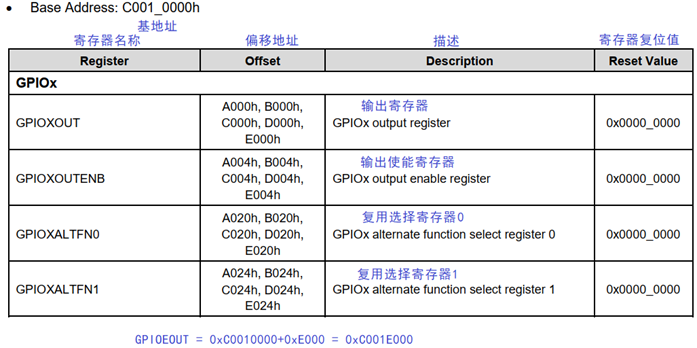 • Base Address: C001_0000h
基地址
寄存器名称 偏移地址 描述 寄存器复位值
Register Offset Description Reset Value
GPIOx
GPIOXOUT
A000h, B000h,
C000h, D000h,
E000h
输出寄存器
GPIOx output register
0x0000_0000
GPIOXOUTENB
A004h, B004h,
C004h, D004h,
E004h
输出使能寄存器
GPIOx output enable register
0x0000_0000
GPIOXALTFN0
A020h, B020h,
C020h, D020h,
E020h
复用选择寄存器0
GPIOx alternate function select register 0
0x0000_0000
GPIOXALTFN1
A024h, B024h,
C024h, D024h,
E024h
复用选择寄存器1
GPIOx alternate function select register 1
0x0000_0000
GPIOEOUT = 0xC0010000+0xE000 = 0xC001E000